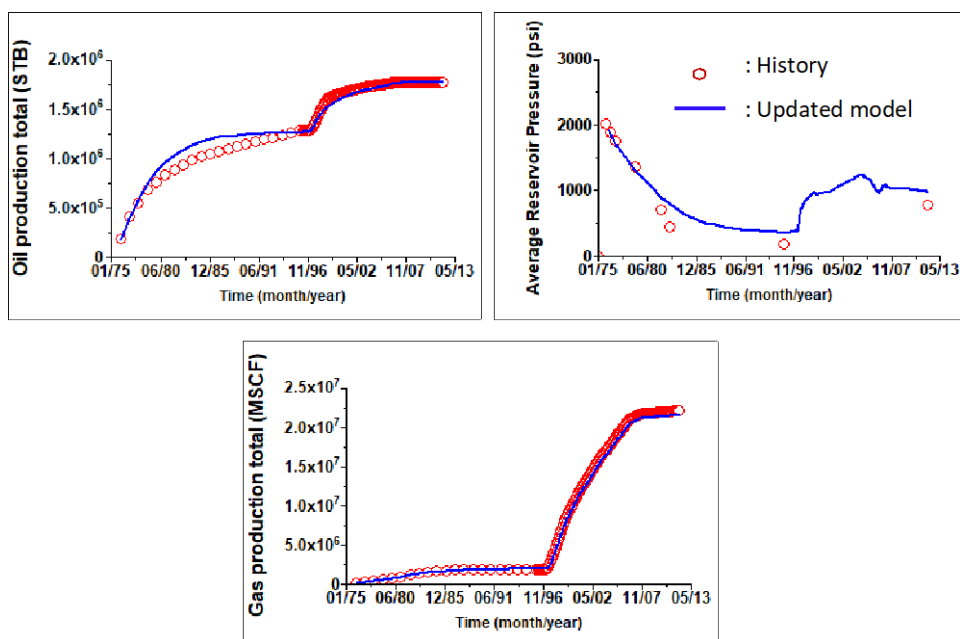 Oil production total (STB)
2.0x10⁶
1.5x10⁶
1.0x10⁶
5.0x10⁵
0
01/75 06/80 12/85 06/91 11/96 05/02 11/07 05/13
Time (month/year)
Average Reservoir Pressure (psi)
3000
2000
1000
0
: History
: Updated model
01/75 06/80 12/85 06/91 11/96 05/02 11/07 05/13
Time (month/year)
Gas production total (MSCF)
2.5x10⁷
2.0x10⁷
1.5x10⁷
1.0x10⁷
5.0x10⁶
0
01/75 06/80 12/85 06/91 11/96 05/02 11/07 05/13
Time (month/year)